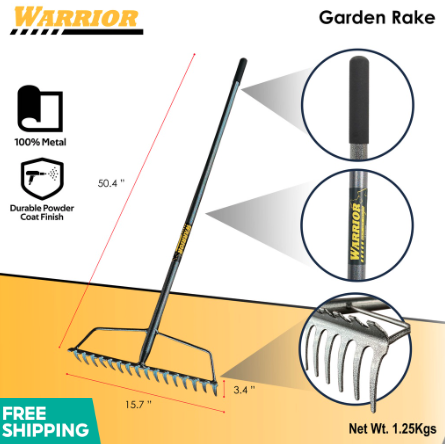 WARRIOR
Garden Rake
100% Metal
Durable Powder
Coat Finish
50.4 "
WARRIOR
WARRIOR
3.4 "
15.7 "
FREE
SHIPPING
Net Wt. 1.25Kgs